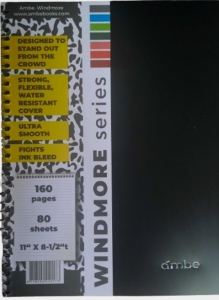 Ambe, Windmore
www.ambebooks.com
DESIGNED TO
STAND OUT
FROM THE
CROWD
STRONG,
FLEXIBLE,
WATER
RESISTANT
COVER
ULTRA
SMOOTH
FIGHTS
INK BLEED
160
pages
80
sheets
11" X 8-1/2"t
WINDMORE series
ambe